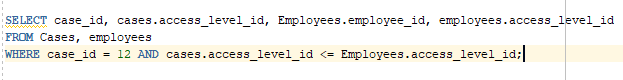 SELECT case_id, cases.access_level_id, Employees.employee_id, employees.access_level_id
FROM Cases, employees
WHERE case_id = 12 AND cases.access_level_id <= Employees.access_level_id;